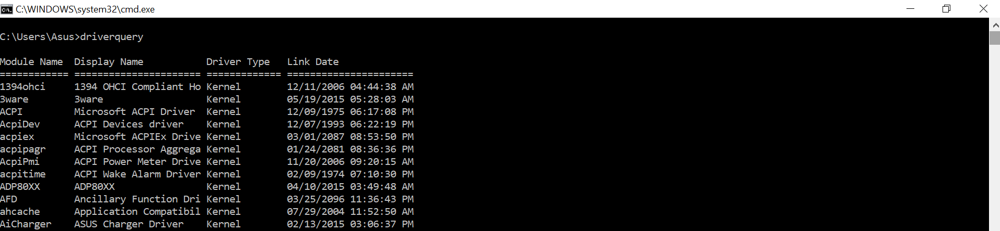 C:\WINDOWS\system32\cmd.exe
C:\Users\Asus>driverquery
Module Name  Display Name           Driver Type   Link Date
============ ====================== ============= ======================
1394ohci     1394 OHCI Compliant Ho Kernel        12/11/2006 04:44:38 AM
3ware        3ware                  Kernel        05/19/2015 05:28:03 AM
ACPI         Microsoft ACPI Driver  Kernel        12/09/1975 06:17:08 PM
AcpiDev      ACPI Devices driver    Kernel        12/07/1993 06:22:19 PM
acpiex       Microsoft ACPIEx Drive Kernel        03/01/2087 08:53:50 PM
acpipagr     ACPI Processor Aggrega Kernel        01/24/2081 08:36:36 PM
AcpiPmi      ACPI Power Meter Drive Kernel        11/20/2006 09:20:15 AM
acpitime     ACPI Wake Alarm Driver Kernel        02/09/1974 07:10:30 PM
ADP80XX      ADP80XX                Kernel        04/10/2015 03:49:48 AM
AFD          Ancillary Function Dri Kernel        03/25/2096 11:36:43 PM
ahcache      Application Compatibil Kernel        07/29/2004 11:52:50 AM
AiCharger    ASUS Charger Driver    Kernel        02/13/2015 03:06:37 PM